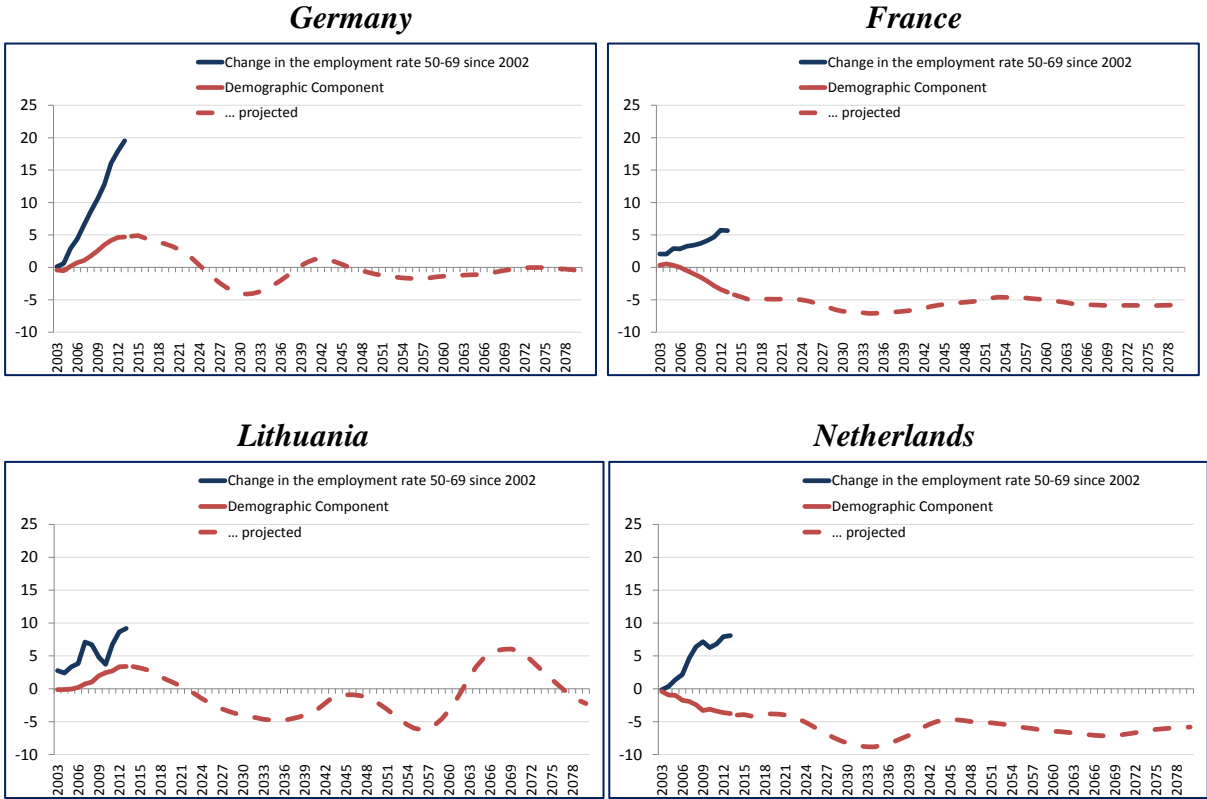 Germany
Change in the employment rate 50-69 since 2002
Demographic Component
... projected
25
20
15
10
5
0
-5
-10
2003 2006 2009 2012 2015 2018 2021 2024 2027 2030 2033 2036 2039 2042 2045 2048 2051 2054 2057 2060 2063 2066 2069 2072 2075 2078
France
Change in the employment rate 50-69 since 2002
Demographic Component
... projected
25
20
15
10
5
0
-5
-10
2003 2006 2009 2012 2015 2018 2021 2024 2027 2030 2033 2036 2039 2042 2045 2048 2051 2054 2057 2060 2063 2066 2069 2072 2075 2078
Lithuania
Change in the employment rate 50-69 since 2002
Demographic Component
... projected
25
20
15
10
5
0
-5
-10
2003 2006 2009 2012 2015 2018 2021 2024 2027 2030 2033 2036 2039 2042 2045 2048 2051 2054 2057 2060 2063 2066 2069 2072 2075 2078
Netherlands
Change in the employment rate 50-69 since 2002
Demographic Component
... projected
25
20
15
10
5
0
-5
-10
2003 2006 2009 2012 2015 2018 2021 2024 2027 2030 2033 2036 2039 2042 2045 2048 2051 2054 2057 2060 2063 2066 2069 2072 2075 2078